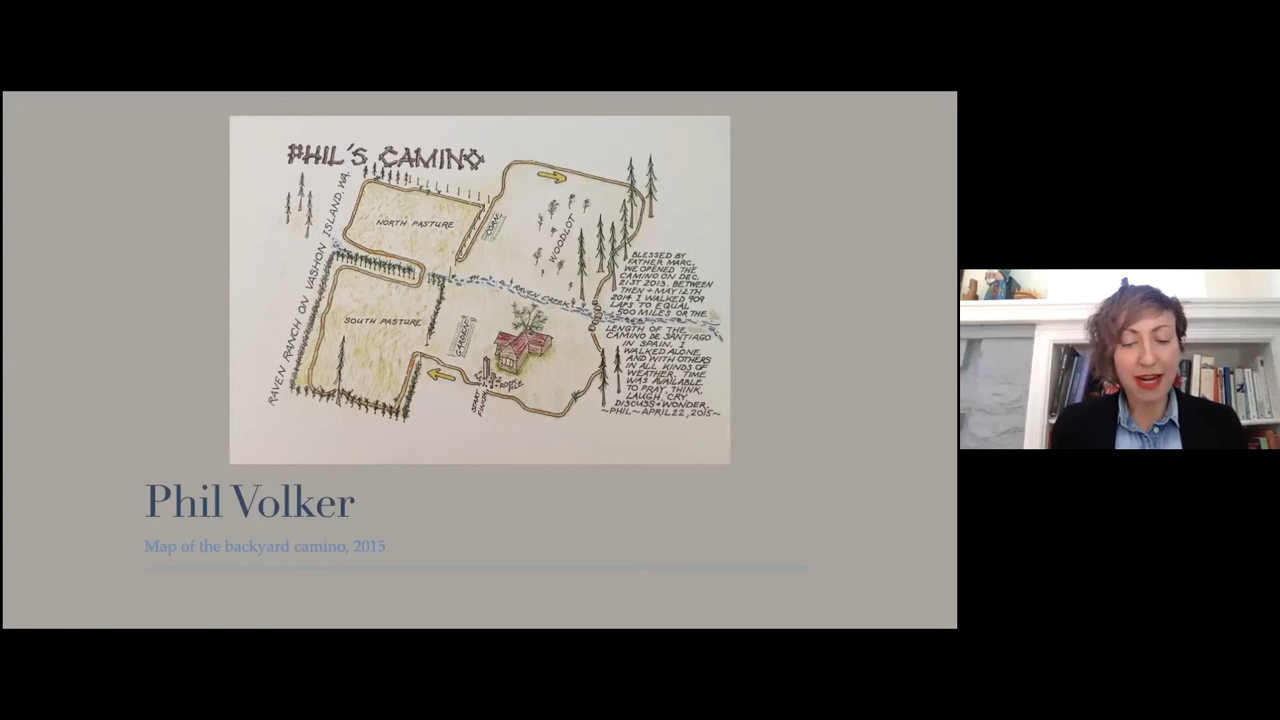 PHIL'S CAMINO
RAVEN RANCH ON VASHON ISLAND, WA.
NORTH PASTURE
CORN
WOODLOT
RAVEN CREEK
SOUTH PASTURE
GARDEN
START
FINISH
BLESSED BY
FATHER MARC,
WE OPENED THE
CAMINO ON DEC.
21ST 2013. BETWEEN
THEN + MAY 12TH
2014 I WALKED 909
LAPS TO EQUAL
500 MILES OR THE
LENGTH OF THE
CAMINO DE SANTIAGO
IN SPAIN. I
WALKED ALONE
AND WITH OTHERS
IN ALL KINDS OF
WEATHER. TIME
WAS AVAILABLE
TO PRAY, THINK,
LAUGH, CRY,
DISCUSS + WONDER.
~PHIL~APRIL 22, 2015~
Phil Volker
Map of the backyard camino, 2015